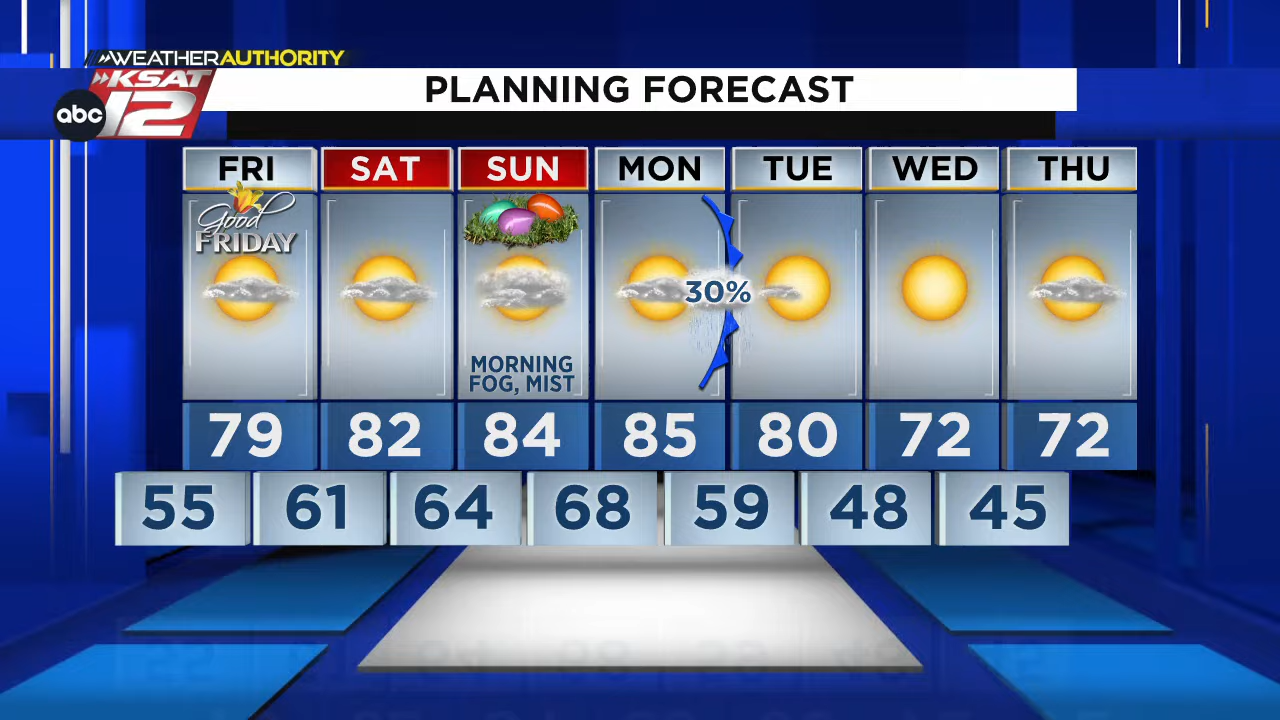 WEATHERAUTHORITY
KSAT
abc 12
PLANNING FORECAST
FRI SAT SUN MON TUE WED THU
Good
FRIDAY
30%
MORNING
FOG, MIST
79 82 84 85 80 72 72
55 61 64 68 59 48 45